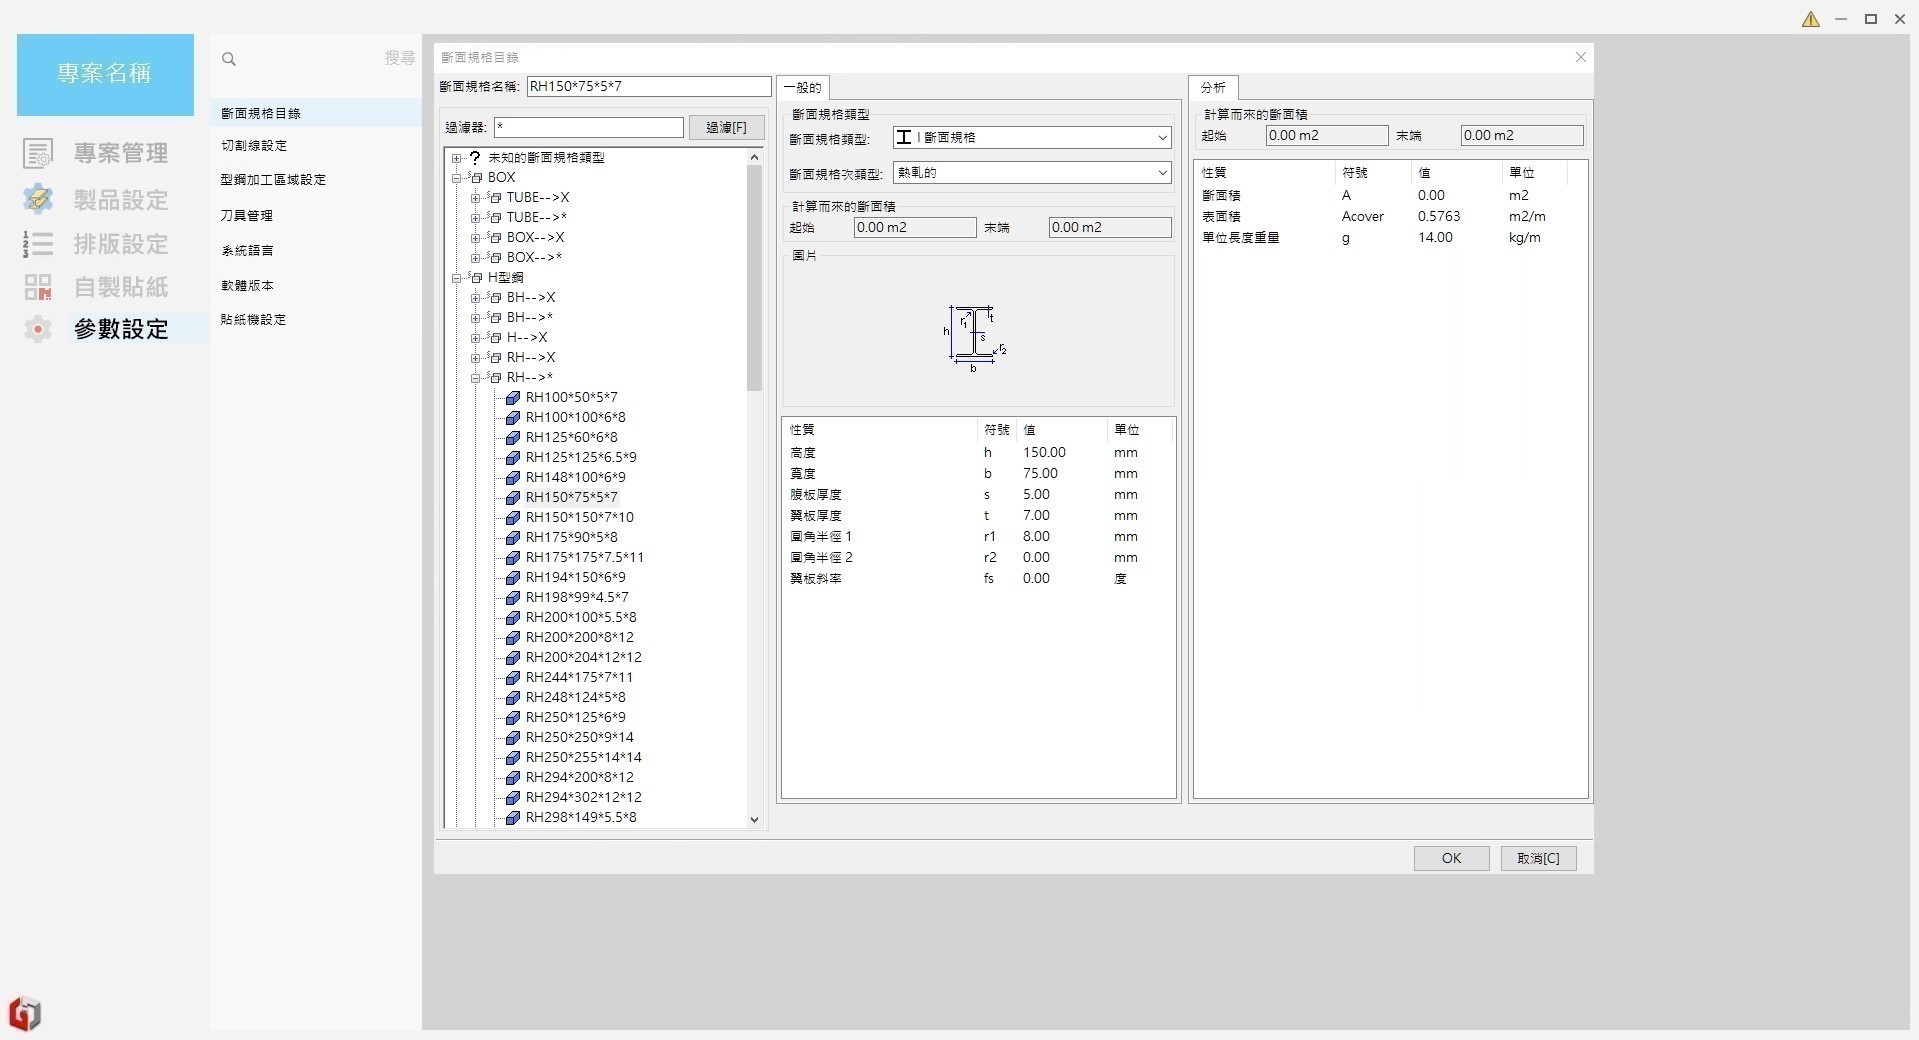 專案名稱
專案管理
製品設定
排版設定
自製貼紙
參數設定
搜尋
斷面規格目錄
切割線設定
型鋼加工區域設定
刀具管理
系統語言
軟體版本
貼紙機設定
斷面規格目錄
斷面規格名稱: RH150*75*5*7
過濾器: * 過濾[F]
? 未知的斷面規格類型
BOX
TUBE-->X
TUBE-->*
BOX-->X
BOX-->*
H型鋼
BH-->X
BH-->*
H-->X
RH-->X
RH-->*
RH100*50*5*7
RH100*100*6*8
RH125*60*6*8
RH125*125*6.5*9
RH148*100*6*9
RH150*75*5*7
RH150*150*7*10
RH175*90*5*8
RH175*175*7.5*11
RH194*150*6*9
RH198*99*4.5*7
RH200*100*5.5*8
RH200*200*8*12
RH200*204*12*12
RH244*175*7*11
RH248*124*5*8
RH250*125*6*9
RH250*250*9*14
RH250*255*14*14
RH294*200*8*12
RH294*302*12*12
RH298*149*5.5*8
一般的
斷面規格類型
斷面規格類型: I 斷面規格
斷面規格次類型: 熱軋的
計算而來的斷面積
起始 0.00 m2 末端 0.00 m2
圖片
h r1 t s r2 b
性質 符號 值 單位
高度 h 150.00 mm
寬度 b 75.00 mm
腹板厚度 s 5.00 mm
翼板厚度 t 7.00 mm
圓角半徑 1 r1 8.00 mm
圓角半徑 2 r2 0.00 mm
翼板斜率 fs 0.00 度
分析
計算而來的斷面積
起始 0.00 m2 末端 0.00 m2
性質 符號 值 單位
斷面積 A 0.00 m2
表面積 Acover 0.5763 m2/m
單位長度重量 g 14.00 kg/m
OK 取消[C]